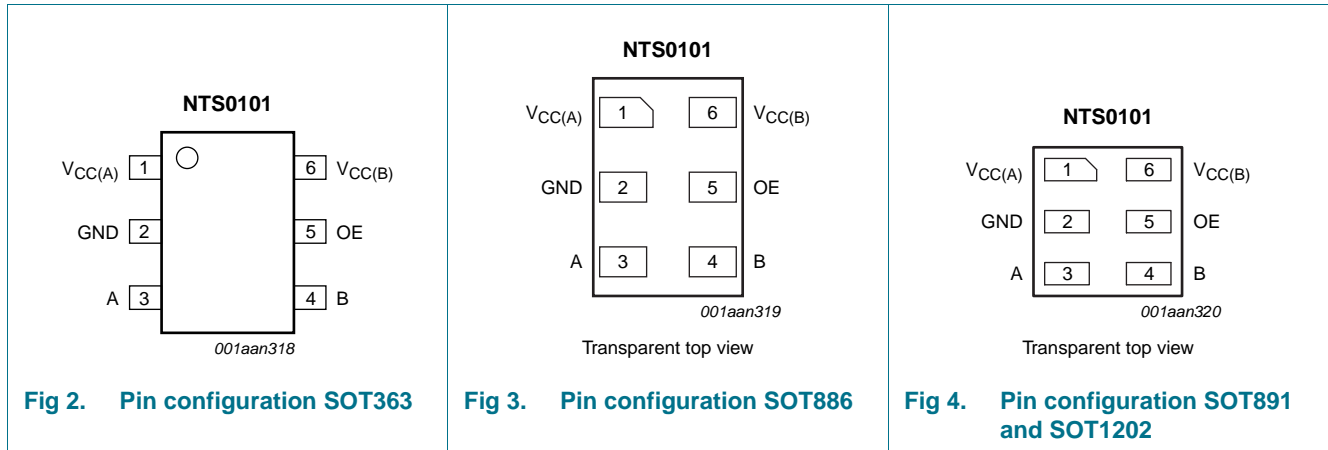 NTS0101
VCC(A) 1 6 VCC(B)
GND 2 5 OE
A 3 4 B
001aan318
Fig 2. Pin configuration SOT363
NTS0101
VCC(A) 1 6 VCC(B)
GND 2 5 OE
A 3 4 B
001aan319
Transparent top view
Fig 3. Pin configuration SOT886
NTS0101
VCC(A) 1 6 VCC(B)
GND 2 5 OE
A 3 4 B
001aan320
Transparent top view
Fig 4. Pin configuration SOT891
and SOT1202